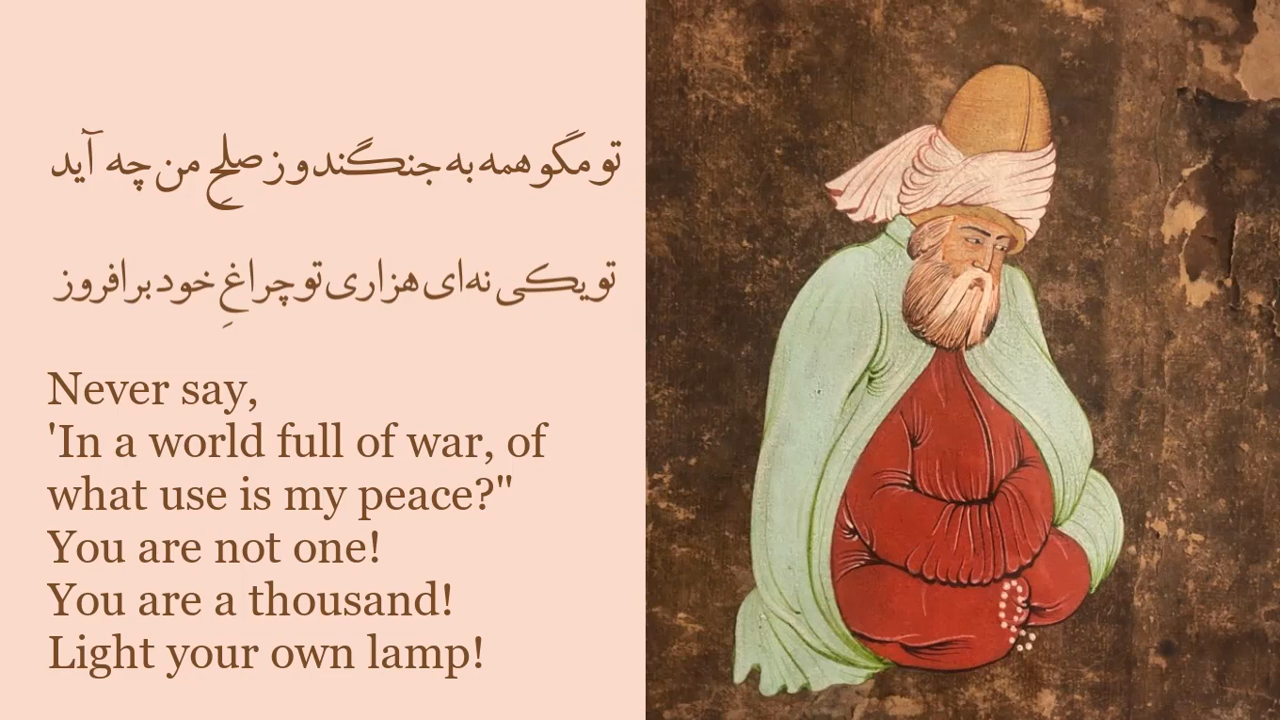 تو مگو همه به جنگند و ز صلحِ من چه آید
تو یکی نه‌ای هزاری تو چراغِ خود برافروز
Never say,
'In a world full of war, of
what use is my peace?"
You are not one!
You are a thousand!
Light your own lamp!